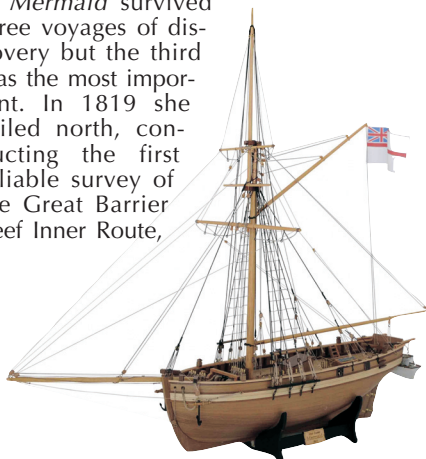 Mermaid survived
ree voyages of dis-
overy but the third
as the most impor-
nt. In 1819 she
iled north, con-
ucting the first
liable survey of
e Great Barrier
eef Inner Route,